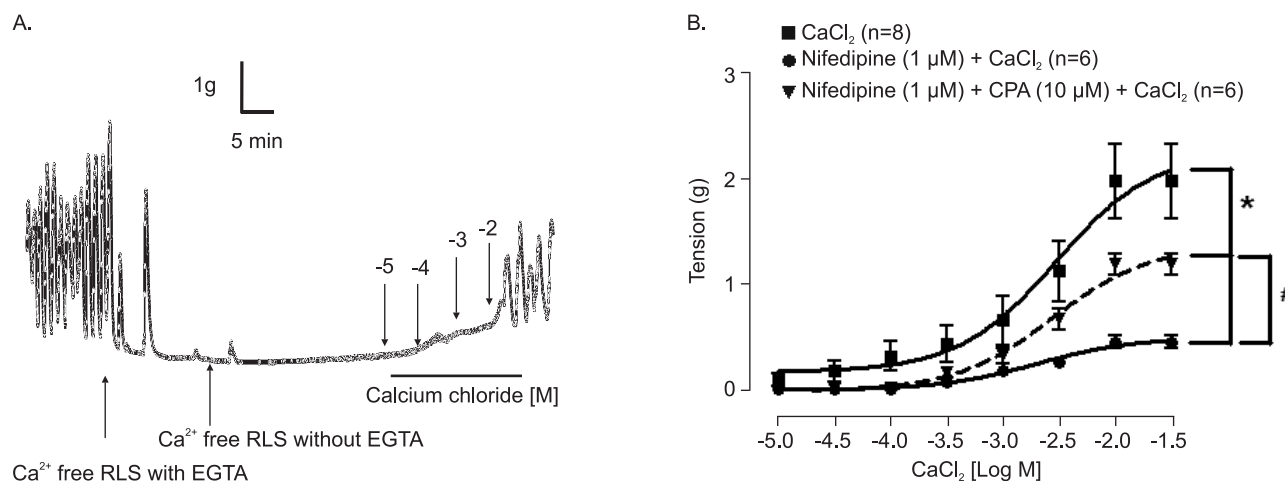 A.
1g
5 min
-5
-4
-3
-2
Calcium chloride [M]
Ca²⁺ free RLS without EGTA
Ca²⁺ free RLS with EGTA
B.
CaCl₂ (n=8)
Nifedipine (1 µM) + CaCl₂ (n=6)
Nifedipine (1 µM) + CPA (10 µM) + CaCl₂ (n=6)
3
2
1
0
Tension (g)
*
#
-5.0 -4.5 -4.0 -3.5 -3.0 -2.5 -2.0 -1.5
CaCl₂ [Log M]